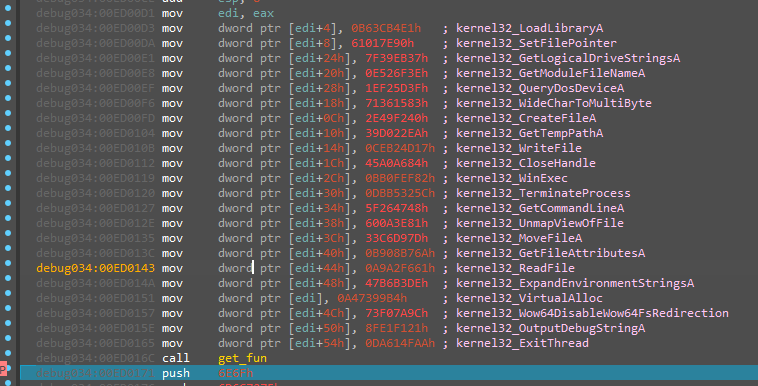 debug034:00ED00D1 mov edi, eax
debug034:00ED00D3 mov dword ptr [edi+4], 0B63CB4E1h ; kernel32_LoadLibraryA
debug034:00ED00DA mov dword ptr [edi+8], 61017E90h ; kernel32_SetFilePointer
debug034:00ED00E1 mov dword ptr [edi+24h], 7F39EB37h ; kernel32_GetLogicalDriveStringsA
debug034:00ED00E8 mov dword ptr [edi+20h], 0E526F3Eh ; kernel32_GetModuleFileNameA
debug034:00ED00EF mov dword ptr [edi+28h], 1EF25D3Fh ; kernel32_QueryDosDeviceA
debug034:00ED00F6 mov dword ptr [edi+18h], 71361583h ; kernel32_WideCharToMultiByte
debug034:00ED00FD mov dword ptr [edi+0Ch], 2E49F240h ; kernel32_CreateFileA
debug034:00ED0104 mov dword ptr [edi+10h], 39D022EAh ; kernel32_GetTempPathA
debug034:00ED010B mov dword ptr [edi+14h], 0CEB24D17h ; kernel32_WriteFile
debug034:00ED0112 mov dword ptr [edi+1Ch], 45A0A684h ; kernel32_CloseHandle
debug034:00ED0119 mov dword ptr [edi+2Ch], 0BB0FEF82h ; kernel32_WinExec
debug034:00ED0120 mov dword ptr [edi+30h], 0DBB5325Ch ; kernel32_TerminateProcess
debug034:00ED0127 mov dword ptr [edi+34h], 5F264748h ; kernel32_GetCommandLineA
debug034:00ED012E mov dword ptr [edi+38h], 600A3E81h ; kernel32_UnmapViewOfFile
debug034:00ED0135 mov dword ptr [edi+3Ch], 33C6D97Dh ; kernel32_MoveFileA
debug034:00ED013C mov dword ptr [edi+40h], 0B908B76Ah ; kernel32_GetFileAttributesA
debug034:00ED0143 mov dword ptr [edi+44h], 0A9A2F661h ; kernel32_ReadFile
debug034:00ED014A mov dword ptr [edi+48h], 47B6B3DEh ; kernel32_ExpandEnvironmentStringsA
debug034:00ED0151 mov dword ptr [edi], 0A47399B4h ; kernel32_VirtualAlloc
debug034:00ED0157 mov dword ptr [edi+4Ch], 73F07A9Ch ; kernel32_Wow64DisableWow64FsRedirection
debug034:00ED015E mov dword ptr [edi+50h], 8FE1F121h ; kernel32_OutputDebugStringA
debug034:00ED0165 mov dword ptr [edi+54h], 0DA614FAAh ; kernel32_ExitThread
debug034:00ED016C call get_fun
debug034:00ED0171 push 6E6Fh